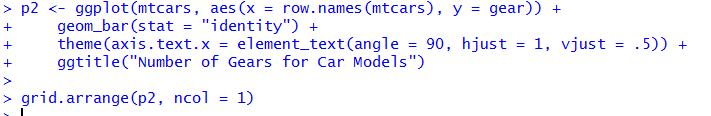 > p2 <- ggplot(mtcars, aes(x = row.names(mtcars), y = gear)) +
+     geom_bar(stat = "identity") +
+     theme(axis.text.x = element_text(angle = 90, hjust = 1, vjust = .5)) +
+     ggtitle("Number of Gears for Car Models")
>
> grid.arrange(p2, ncol = 1)
>